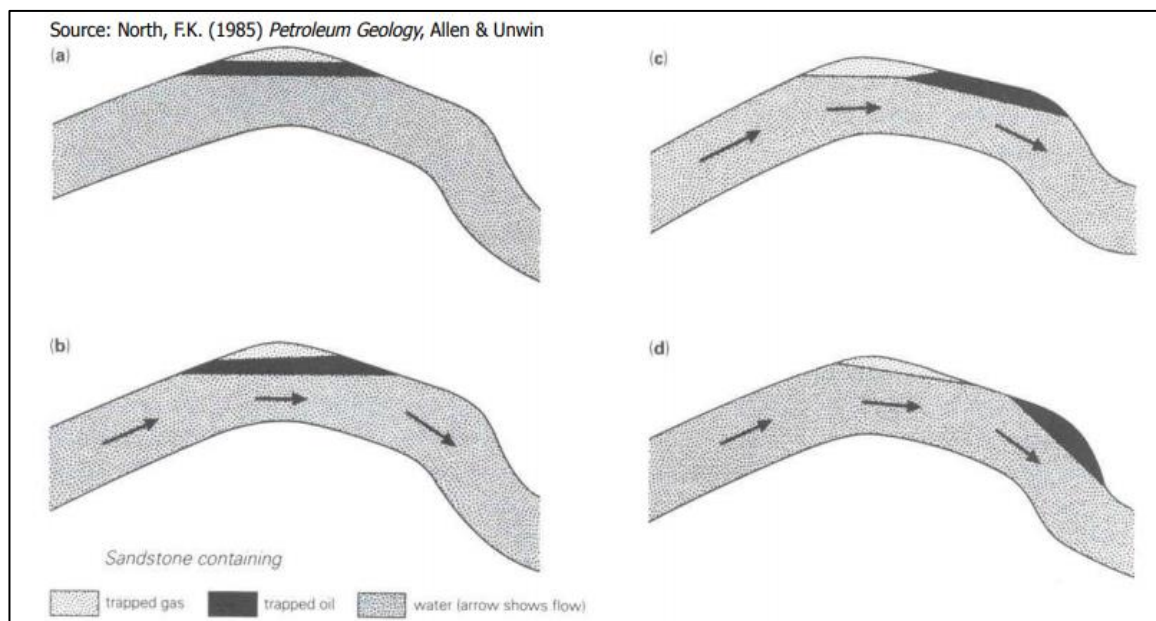 Source: North, F.K. (1985) Petroleum Geology, Allen & Unwin
(a)
(c)
(b)
(d)
Sandstone containing
trapped gas trapped oil water (arrow shows flow)